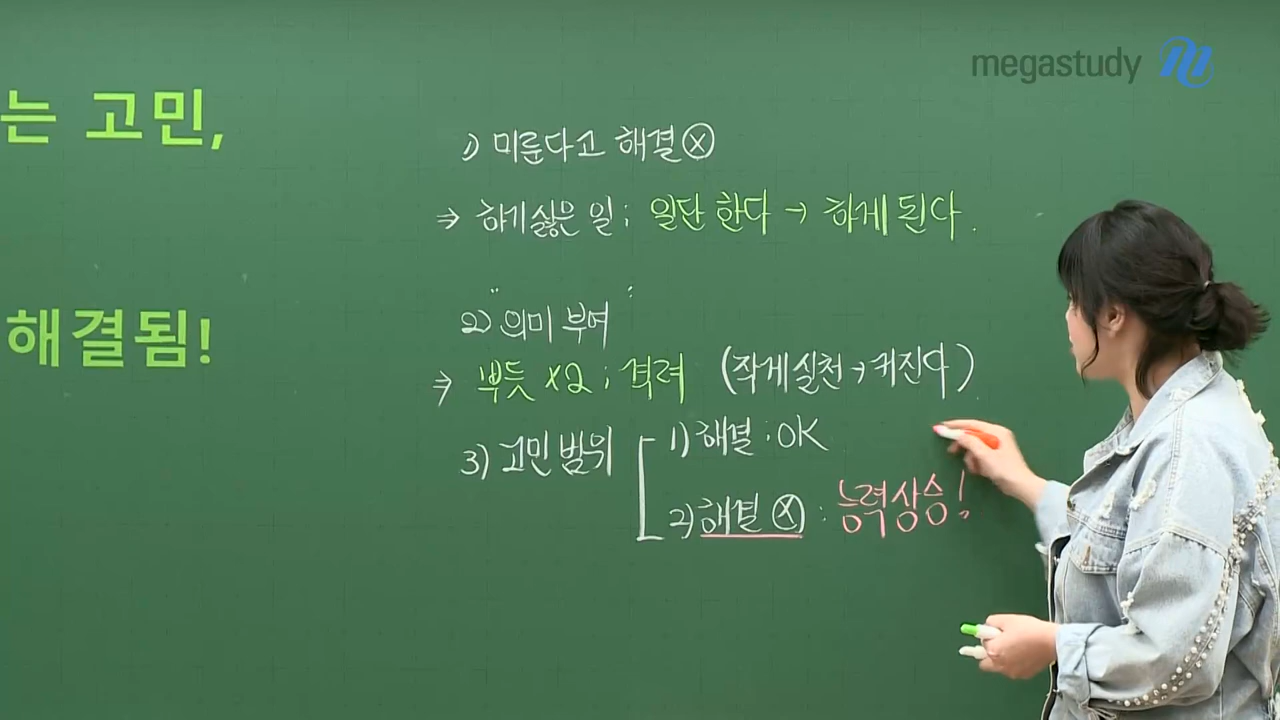 megastudy
는 고민,
해결됨!
1) 미룬다고 해결 ⓧ
⇒ 하기싫은 일; 일단 한다 → 하게 된다.
2) "의미 부여"
⇒ 뿌듯 x2 ; 격려 (작게실천→커진다)
3) 고민 범위
1) 해결 : OK
2) 해결 ⓧ : 능력상승!